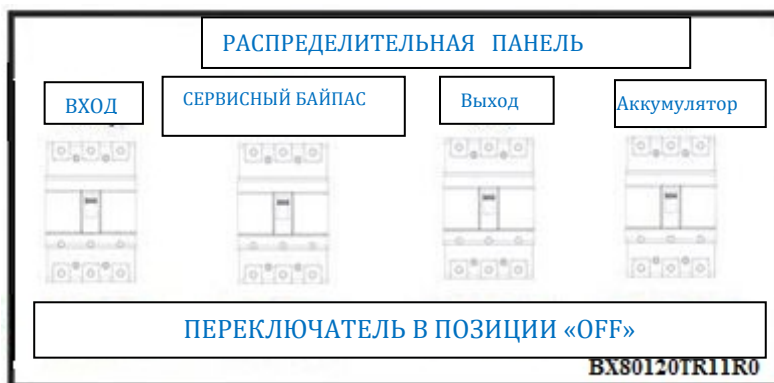 РАСПРЕДЕЛИТЕЛЬНАЯ ПАНЕЛЬ
ВХОД
СЕРВИСНЫЙ БАЙПАС
Выход
Аккумулятор
ПЕРЕКЛЮЧАТЕЛЬ В ПОЗИЦИИ «OFF»
BX80120TR11R0